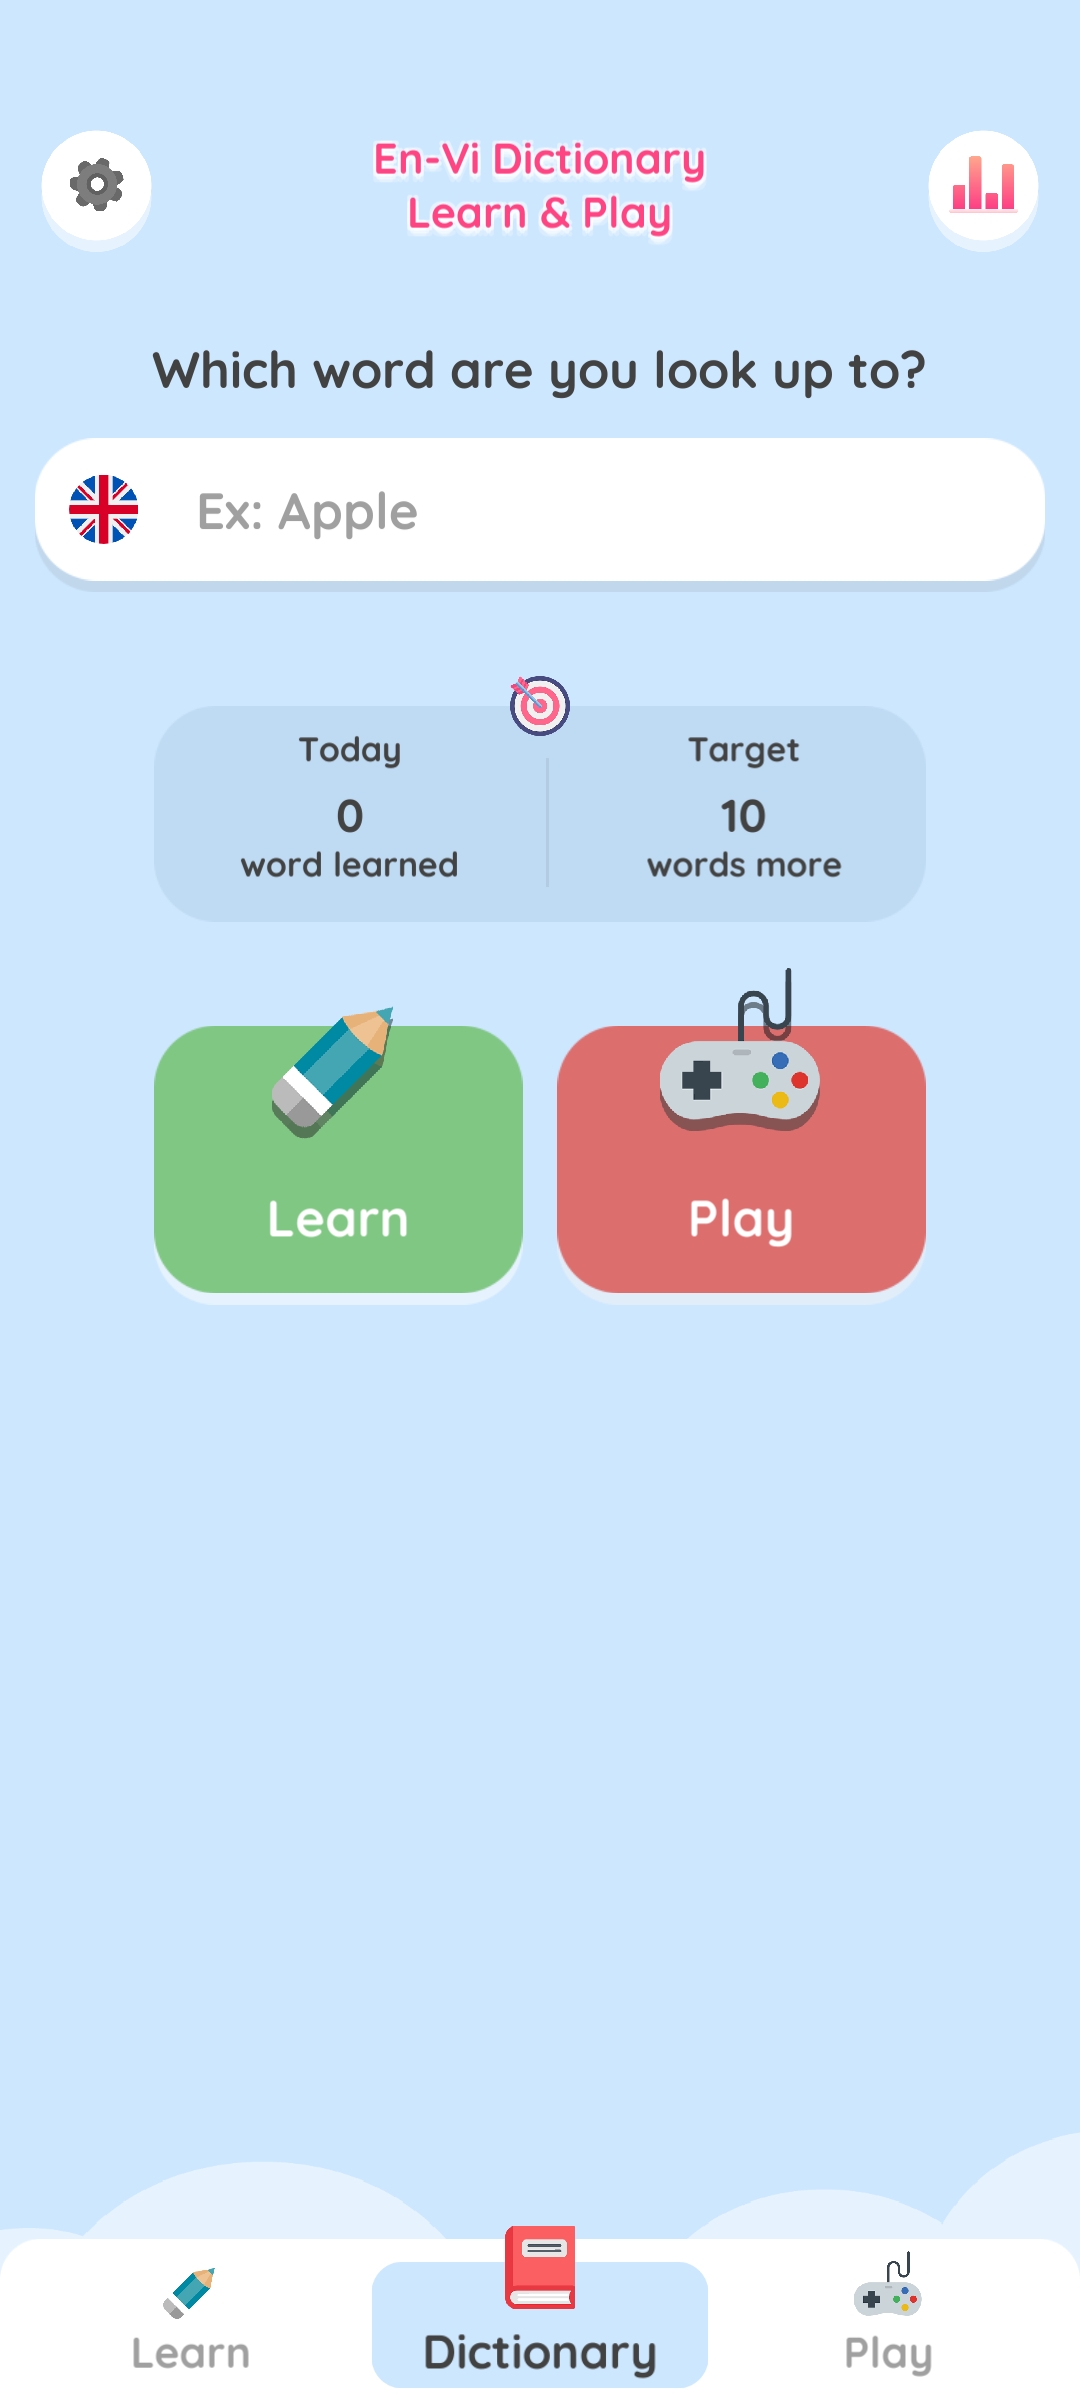 En-Vi Dictionary
Learn & Play
Which word are you look up to?
Ex: Apple
Today
0
word learned
Target
10
words more
Learn
Play
Learn
Dictionary
Play